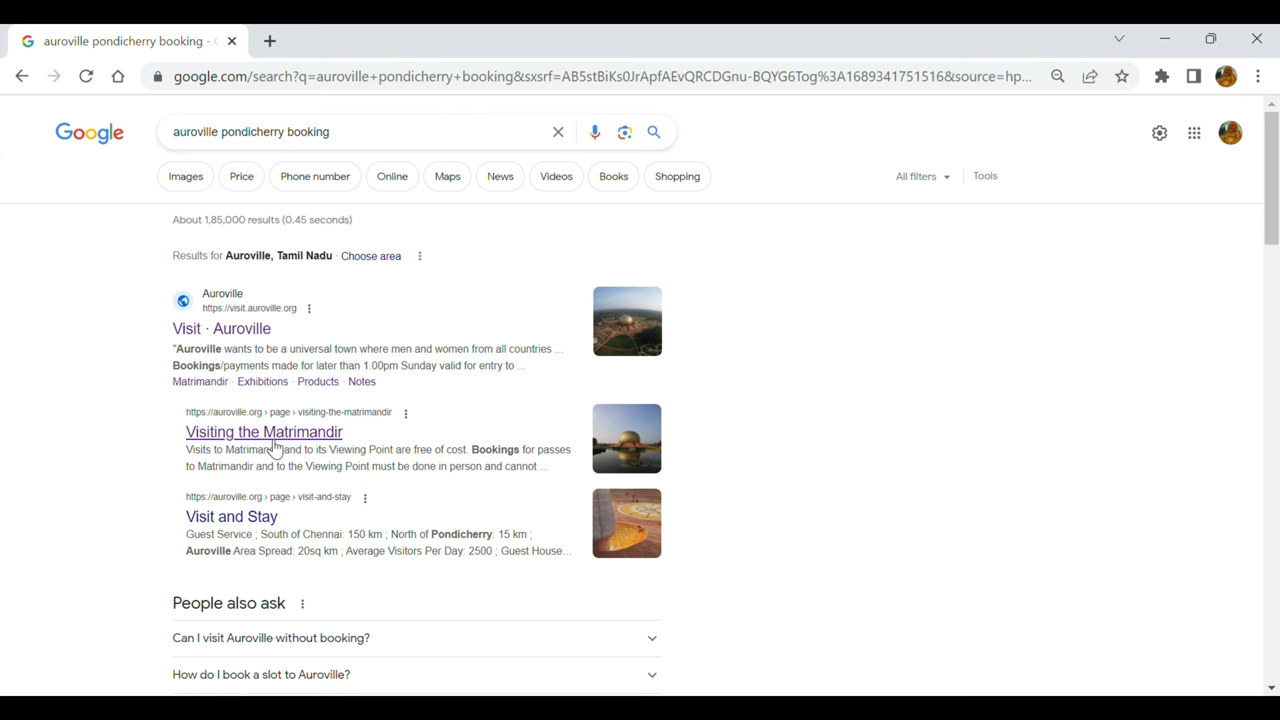 auroville pondicherry booking -
google.com/search?q=auroville+pondicherry+booking&sxsrf=AB5stBiKs0JrApfAEvQRCDGnu-BQYG6Tog%3A1689341751516&source=hp...
Google
auroville pondicherry booking
Images Price Phone number Online Maps News Videos Books Shopping All filters Tools
About 1,85,000 results (0.45 seconds)
Results for Auroville, Tamil Nadu · Choose area
Auroville
https://visit.auroville.org
Visit · Auroville
"Auroville wants to be a universal town where men and women from all countries ...
Bookings/payments made for later than 1.00pm Sunday valid for entry to ...
Matrimandir · Exhibitions · Products · Notes
https://auroville.org › page › visiting-the-matrimandir
Visiting the Matrimandir
Visits to and to its Viewing Point are free of cost. Bookings for passes
to Matrimandir and to the Viewing Point must be done in person and cannot ...
https://auroville.org › page › visit-and-stay
Visit and Stay
Guest Service ; South of Chennai: 150 km ; North of Pondicherry: 15 km ;
Auroville Area Spread: 20sq km ; Average Visitors Per Day: 2500 ; Guest House...
People also ask
Can I visit Auroville without booking?
How do I book a slot to Auroville?